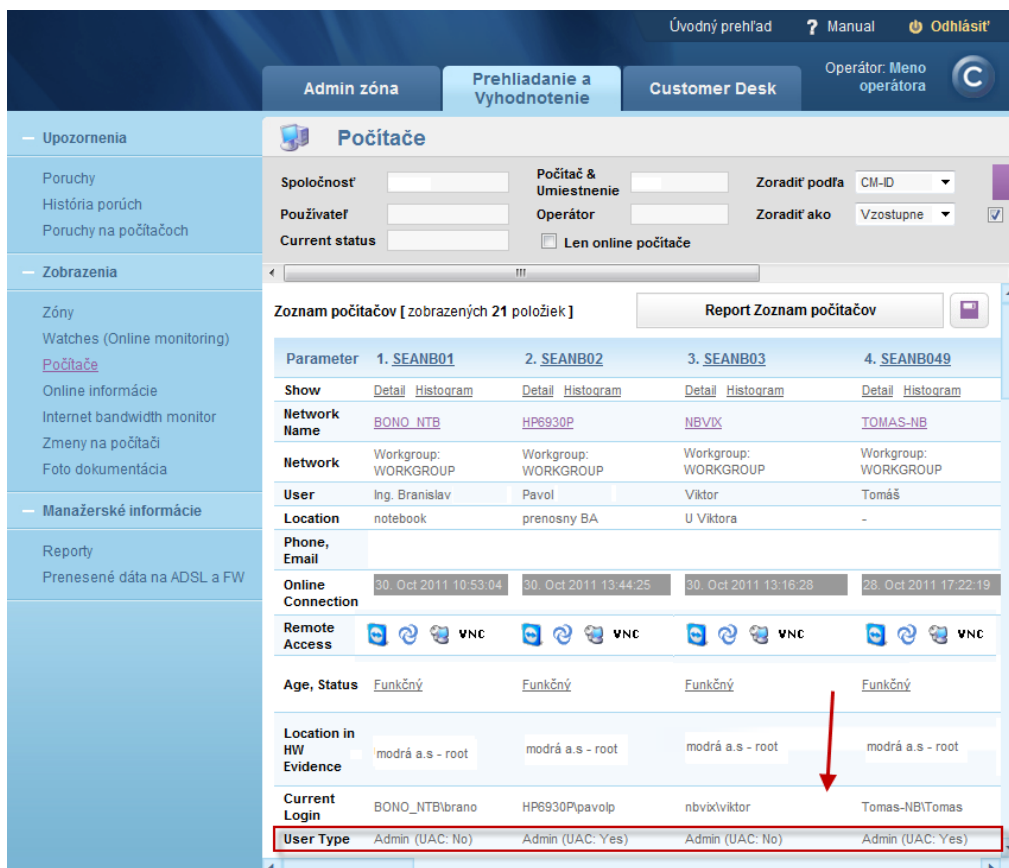 Úvodný prehľad ? Manual Odhlásiť
Admin zóna
Prehliadanie a
Vyhodnotenie
Customer Desk
Operátor: Meno
operátora
C
Upozornenia
Poruchy
História porúch
Poruchy na počítačoch
Zobrazenia
Zóny
Watches (Online monitoring)
Počítače
Online informácie
Internet bandwidth monitor
Zmeny na počítači
Foto dokumentácia
Manažerské informácie
Reporty
Prenesené dáta na ADSL a FW
Počítače
Spoločnosť
Počítač &
Umiestnenie
Zoradiť podľa CM-ID
Používateľ Operátor Zoradiť ako Vzostupne
Current status Len online počítače
Zoznam počítačov [ zobrazených 21 položiek ] Report Zoznam počítačov
Parameter 1. SEANB01 2. SEANB02 3. SEANB03 4. SEANB049
Show Detail Histogram Detail Histogram Detail Histogram Detail Histogram
Network
Name
BONO_NTB HP6930P NBVIX TOMAS-NB
Network
Workgroup: Workgroup: Workgroup: Workgroup:
WORKGROUP WORKGROUP WORKGROUP WORKGROUP
User Ing. Branislav Pavol Viktor Tomáš
Location notebook prenosny BA U Viktora -
Phone,
Email
Online
Connection
30. Oct 2011 10:53:04 30. Oct 2011 13:44:25 30. Oct 2011 13:16:28 28. Oct 2011 17:22:19
Remote
Access
VNC VNC VNC VNC
Age, Status Funkčný Funkčný Funkčný Funkčný
Location in
HW
Evidence
modrá a.s - root modrá a.s - root modrá a.s - root modrá a.s - root
Current
Login
BONO_NTB\brano HP6930P\pavolp nbvix\viktor Tomas-NB\Tomas
User Type Admin (UAC: No) Admin (UAC: Yes) Admin (UAC: No) Admin (UAC: Yes)